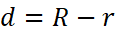 d = R − r